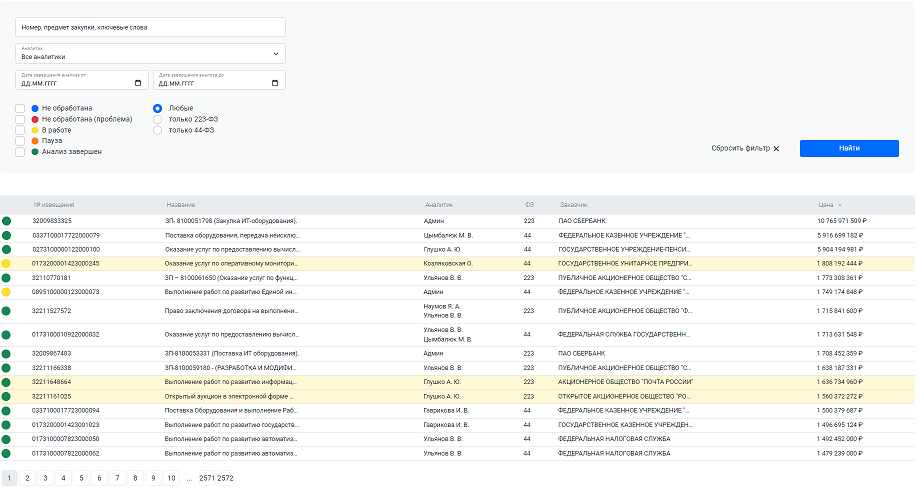 Номер, предмет закупки, ключевые слова
Аналитик
Все аналитики
Дата завершения анализа от
ДД.ММ.ГГГГ
Дата завершения анализа до
ДД.ММ.ГГГГ
Не обработана
Не обработана (проблема)
В работе
Пауза
Анализ завершен
Любые
только 223-ФЗ
только 44-ФЗ
Сбросить фильтр
Найти
№ извещения Название Аналитик ФЗ Заказчик Цена
32009833325 ЗП- 8100051798 (Закупка ИТ-оборудования). Админ 223 ПАО СБЕРБАНК 10 765 971 509 ₽
0337100017722000079 Поставка оборудования, передача неисклю... Цымбалюк М. В. 44 ФЕДЕРАЛЬНОЕ КАЗЕННОЕ УЧРЕЖДЕНИЕ "... 5 916 699 182 ₽
0273100000122000100 Оказание услуг по предоставлению вычисл... Глушко А. Ю. 44 ГОСУДАРСТВЕННОЕ УЧРЕЖДЕНИЕ-ПЕНСИ... 5 904 194 981 ₽
0173200001423000245 Оказание услуг по оперативному монитори... Козляковская О. 44 ГОСУДАРСТВЕННОЕ УНИТАРНОЕ ПРЕДПРИ... 1 808 192 444 ₽
32110770181 ЗП – 8100061650 (Оказание услуг по функц... Ульянов В. В. 223 ПУБЛИЧНОЕ АКЦИОНЕРНОЕ ОБЩЕСТВО "С... 1 773 308 361 ₽
0895100000123000073 Выполнение работ по развитию Единой ин... Админ 44 ФЕДЕРАЛЬНОЕ КАЗЕННОЕ УЧРЕЖДЕНИЕ "... 1 749 174 848 ₽
32211527572 Право заключения договора на выполнени... Наумов Я. А. Ульянов В. В. 223 ПУБЛИЧНОЕ АКЦИОНЕРНОЕ ОБЩЕСТВО "Ф... 1 715 841 600 ₽
0173100010922000032 Оказание услуг по предоставлению вычисл... Ульянов В. В. Цымбалюк М. В. 44 ФЕДЕРАЛЬНАЯ СЛУЖБА ГОСУДАРСТВЕНН... 1 713 631 548 ₽
32009867403 ЗП-8100053331 (Поставка ИТ оборудования). Админ 223 ПАО СБЕРБАНК 1 708 452 359 ₽
32211166338 ЗП-8100059180 - (РАЗРАБОТКА И МОДИФИ... Ульянов В. В. 223 ПУБЛИЧНОЕ АКЦИОНЕРНОЕ ОБЩЕСТВО "С... 1 638 187 331 ₽
32211648664 Выполнение работ по развитию информац... Глушко А. Ю. 223 АКЦИОНЕРНОЕ ОБЩЕСТВО "ПОЧТА РОССИИ" 1 636 734 960 ₽
32211161025 Открытый аукцион в электронной форме ... Глушко А. Ю. 223 ОТКРЫТОЕ АКЦИОНЕРНОЕ ОБЩЕСТВО "РО... 1 560 372 272 ₽
0337100017723000094 Поставка Оборудования и выполнение Раб... Гаврикова И. В. 44 ФЕДЕРАЛЬНОЕ КАЗЕННОЕ УЧРЕЖДЕНИЕ "... 1 500 379 687 ₽
0173200001423001023 Выполнение работ по развитию государств... Гаврикова И. В. 44 ГОСУДАРСТВЕННОЕ КАЗЕННОЕ УЧРЕЖДЕН... 1 496 695 124 ₽
0173100007823000050 Выполнение работ по развитию автоматиз... Ульянов В. В. 44 ФЕДЕРАЛЬНАЯ НАЛОГОВАЯ СЛУЖБА 1 492 452 000 ₽
0173100007822000062 Выполнение работ по развитию автоматиз... Ульянов В. В. 44 ФЕДЕРАЛЬНАЯ НАЛОГОВАЯ СЛУЖБА 1 479 239 000 ₽
1 2 3 4 5 6 7 8 9 10 ... 2571 2572